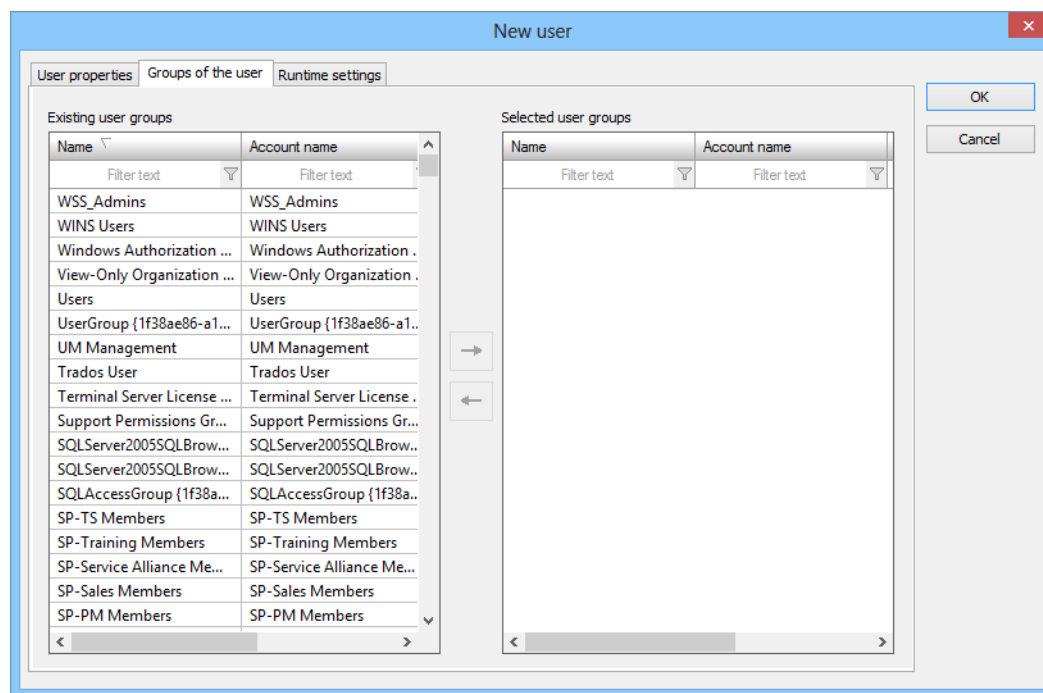 New user
User properties Groups of the user Runtime settings
OK
Cancel
Existing user groups Selected user groups
Name Account name Name Account name
Filter text Filter text Filter text Filter text
WSS_Admins WSS_Admins
WINS Users WINS Users
Windows Authorization ... Windows Authorization .
View-Only Organization ... View-Only Organization .
Users Users
UserGroup {1f38ae86-a1... UserGroup {1f38ae86-a1..
UM Management UM Management
Trados User Trados User
Terminal Server License ... Terminal Server License .
Support Permissions Gr... Support Permissions Gr...
SQLServer2005SQLBrow... SQLServer2005SQLBrow..
SQLServer2005SQLBrow... SQLServer2005SQLBrow..
SQLAccessGroup {1f38a... SQLAccessGroup {1f38a..
SP-TS Members SP-TS Members
SP-Training Members SP-Training Members
SP-Service Alliance Me... SP-Service Alliance Me...
SP-Sales Members SP-Sales Members
SP-PM Members SP-PM Members